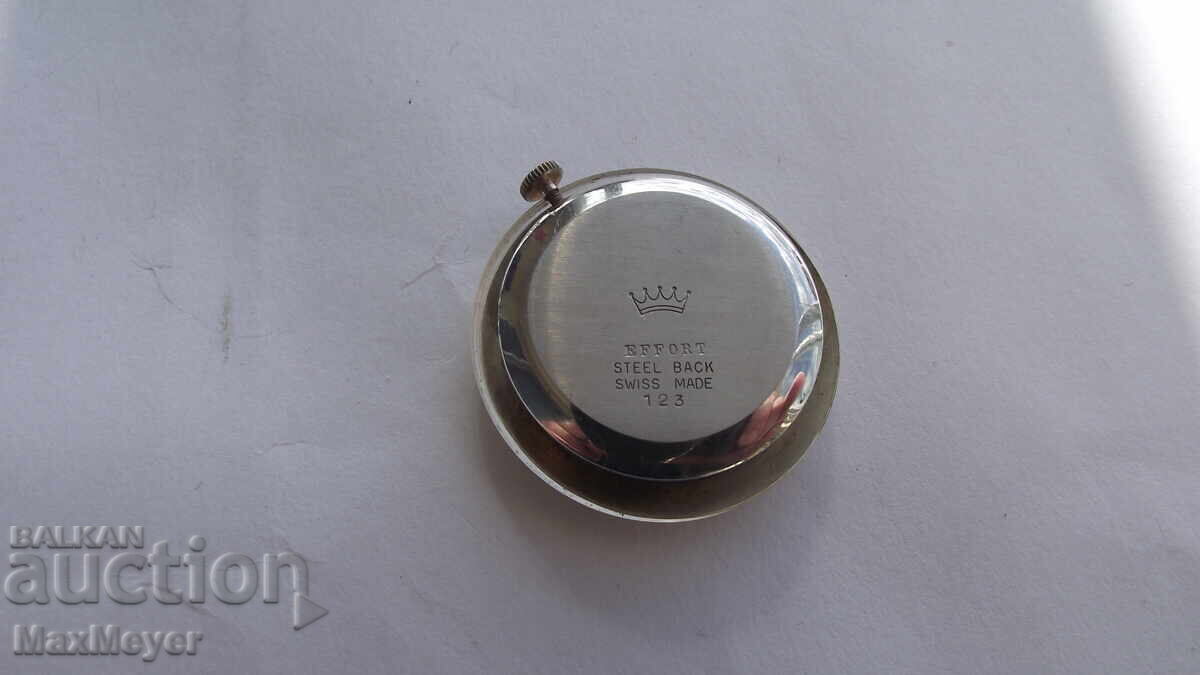 EFFORT
STEEL BACK
SWISS MADE
123
BALKAN
auction
MaxMeyer